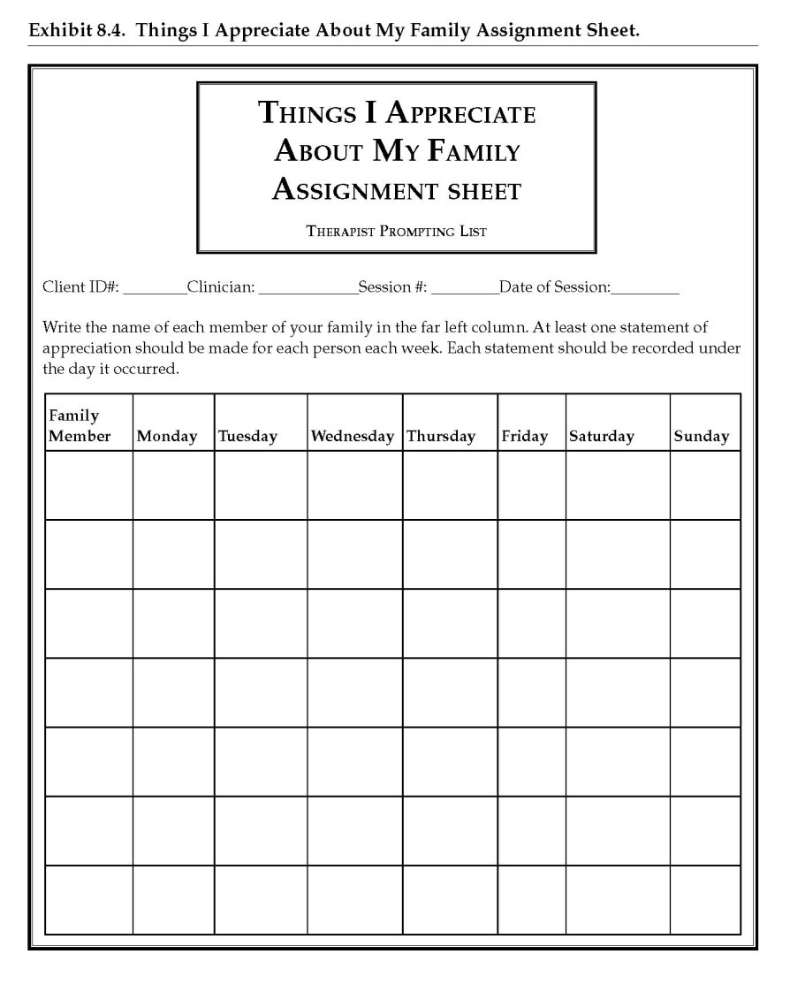 Exhibit 8.4. Things I Appreciate About My Family Assignment Sheet.
THINGS I APPRECIATE
ABOUT MY FAMILY
ASSIGNMENT SHEET
THERAPIST PROMPTING LIST
Client ID#: ________Clinician: ____________Session #: ________Date of Session:________
Write the name of each member of your family in the far left column. At least one statement of
appreciation should be made for each person each week. Each statement should be recorded under
the day it occurred.
Family
Member Monday Tuesday Wednesday Thursday Friday Saturday Sunday